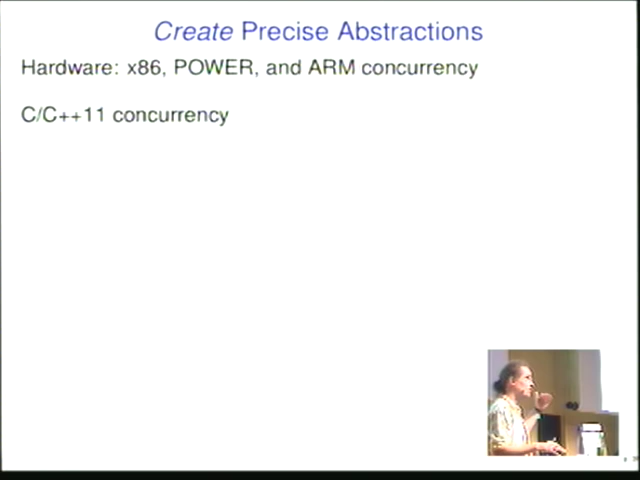 Create Precise Abstractions
Hardware: x86, POWER, and ARM concurrency
C/C++11 concurrency